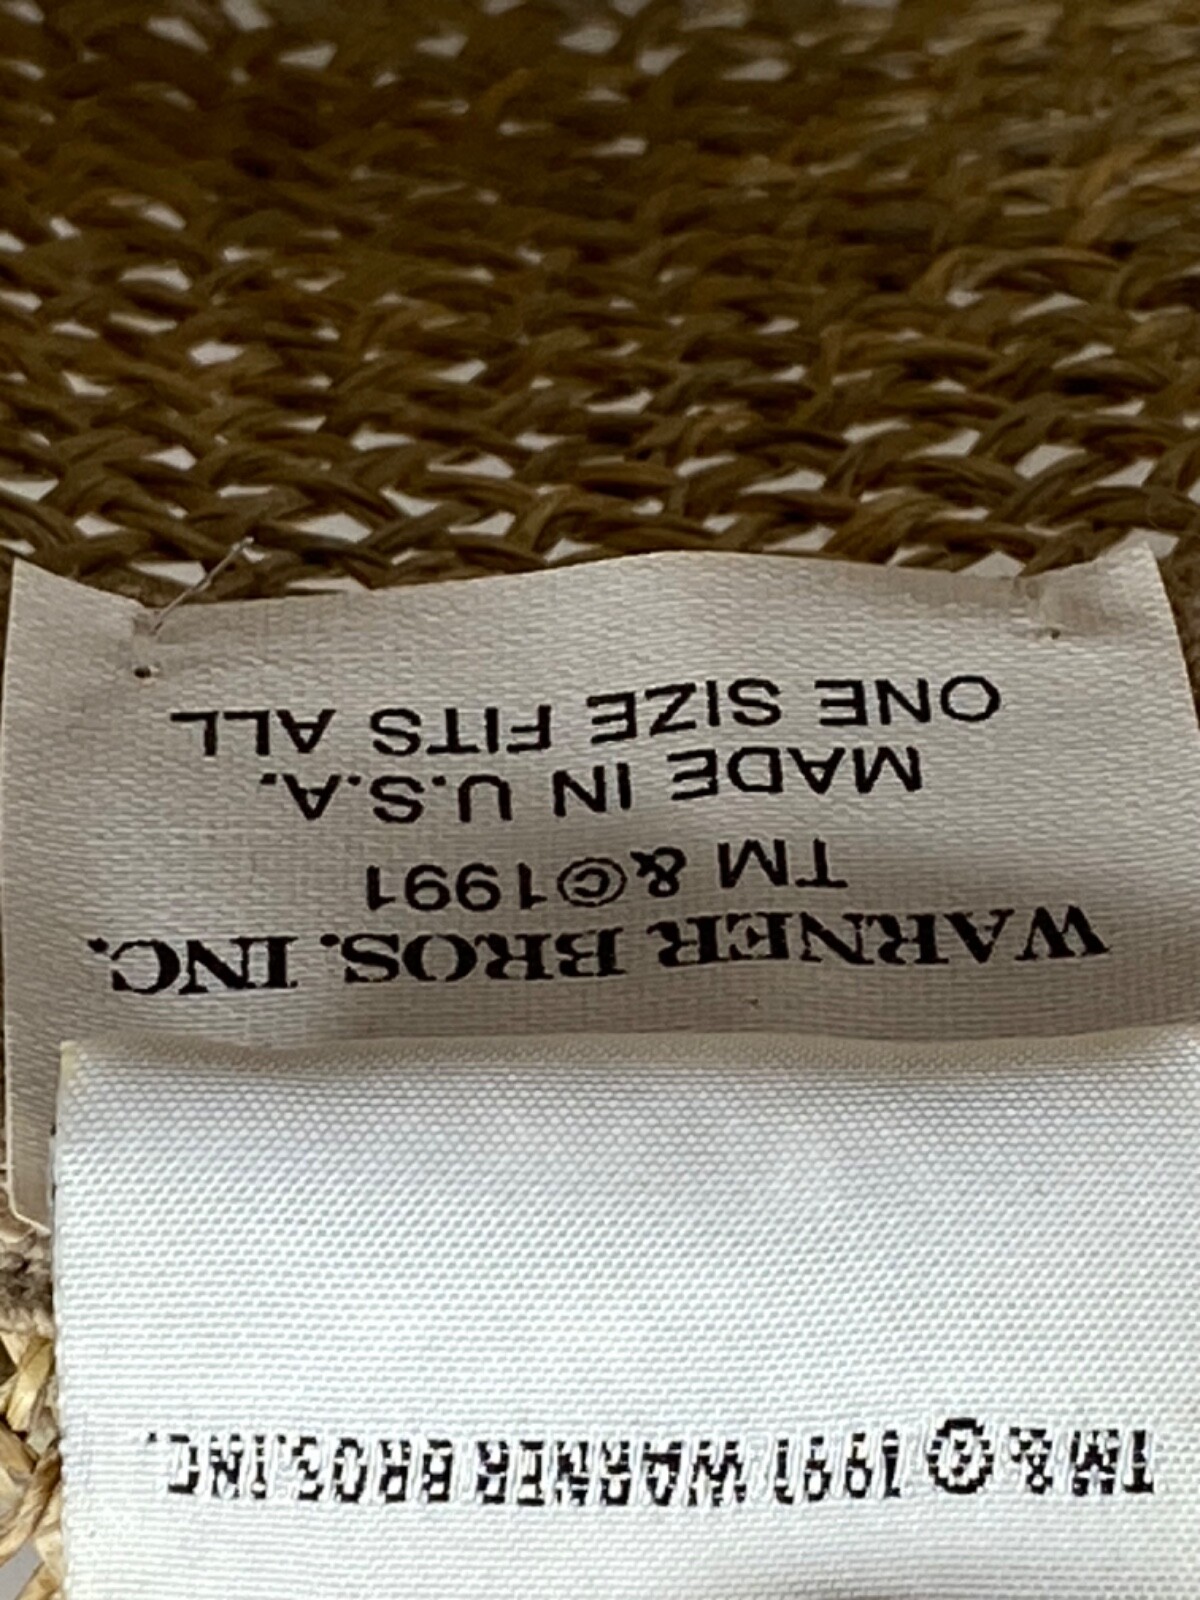 TM & © 1991 WARNER BROS. INC.
WARNER BROS. INC.
TM & ©1991
MADE IN U.S.A.
ONE SIZE FITS ALL